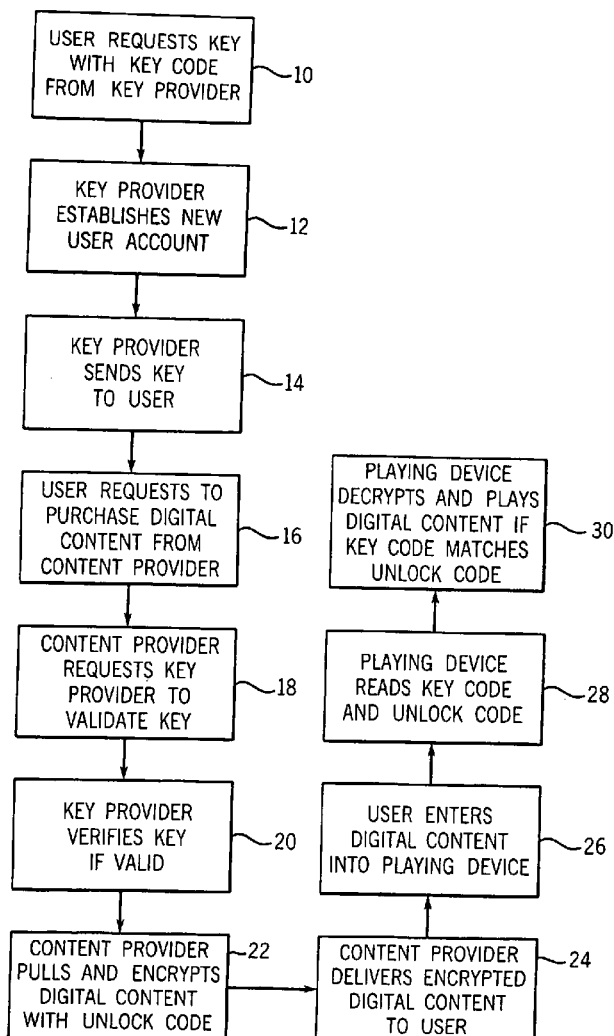 USER REQUESTS KEY
WITH KEY CODE
FROM KEY PROVIDER
10
KEY PROVIDER
ESTABLISHES NEW
USER ACCOUNT
12
KEY PROVIDER
SENDS KEY
TO USER
14
USER REQUESTS TO
PURCHASE DIGITAL
CONTENT FROM
CONTENT PROVIDER
16
CONTENT PROVIDER
REQUESTS KEY
PROVIDER TO
VALIDATE KEY
18
KEY PROVIDER
VERIFIES KEY
IF VALID
20
CONTENT PROVIDER
PULLS AND ENCRYPTS
DIGITAL CONTENT
WITH UNLOCK CODE
22
CONTENT PROVIDER
DELIVERS ENCRYPTED
DIGITAL CONTENT
TO USER
24
USER ENTERS
DIGITAL CONTENT
INTO PLAYING DEVICE
26
PLAYING DEVICE
READS KEY CODE
AND UNLOCK CODE
28
PLAYING DEVICE
DECRYPTS AND PLAYS
DIGITAL CONTENT IF
KEY CODE MATCHES
UNLOCK CODE
30